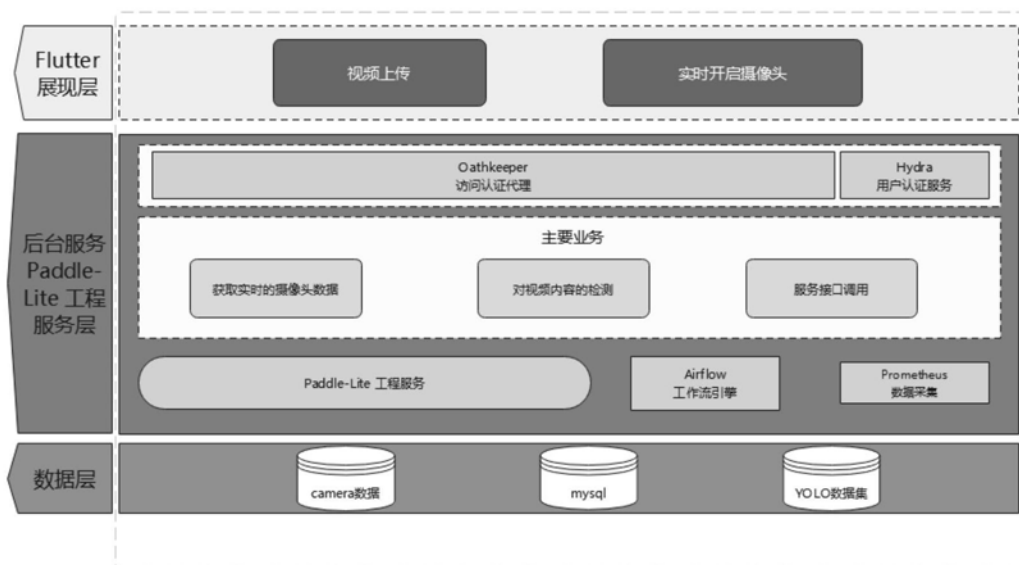 Flutter
展现层
视频上传
实时开启摄像头
后台服务
Paddle-
Lite 工程
服务层
Oathkeeper
访问认证代理
Hydra
用户认证服务
主要业务
获取实时的摄像头数据
对视频内容的检测
服务接口调用
Paddle-Lite 工程服务
Airflow
工作流引擎
Prometheus
数据采集
数据层
camera数据
mysql
YOLO数据集